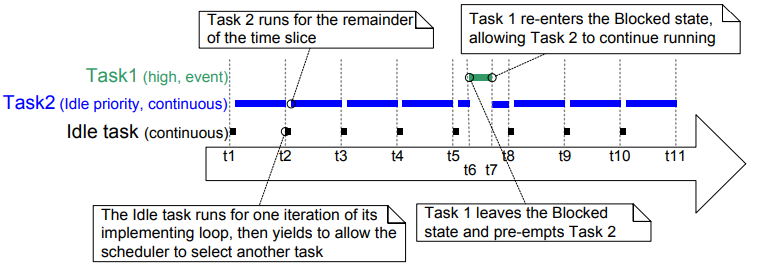 Task 2 runs for the remainder
of the time slice
Task 1 re-enters the Blocked state,
allowing Task 2 to continue running
Task1 (high, event)
Task2 (Idle priority, continuous)
Idle task (continuous)
t1 t2 t3 t4 t5 t8 t9 t10 t11
t6 t7
The Idle task runs for one iteration of its
implementing loop, then yields to allow the
scheduler to select another task
Task 1 leaves the Blocked
state and pre-empts Task 2